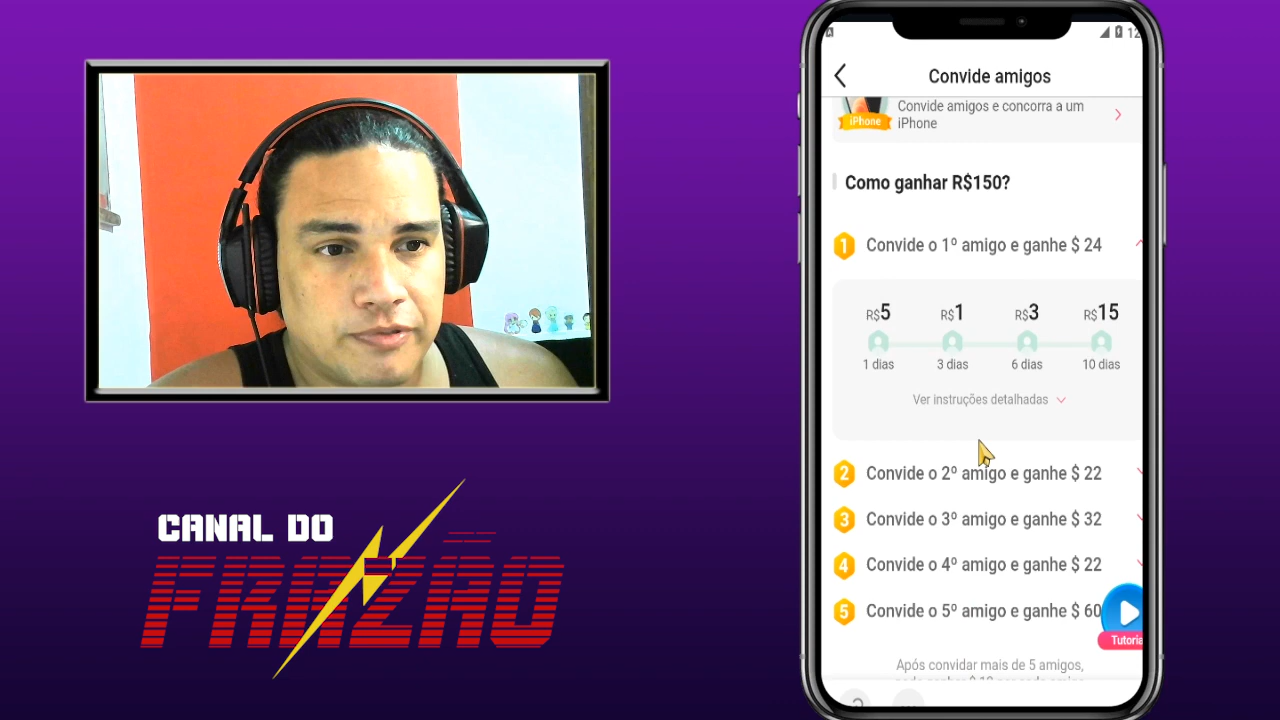 12
Convide amigos
Convide amigos e concorra a um
iPhone
iPhone
Como ganhar R$150?
1 Convide o 1º amigo e ganhe $ 24
R$5 R$1 R$3 R$15
1 dias 3 dias 6 dias 10 dias
Ver instruções detalhadas
2 Convide o 2º amigo e ganhe $ 22
3 Convide o 3º amigo e ganhe $ 32
4 Convide o 4º amigo e ganhe $ 22
5 Convide o 5º amigo e ganhe $ 60
Tutoria
Após convidar mais de 5 amigos,
CANAL DO